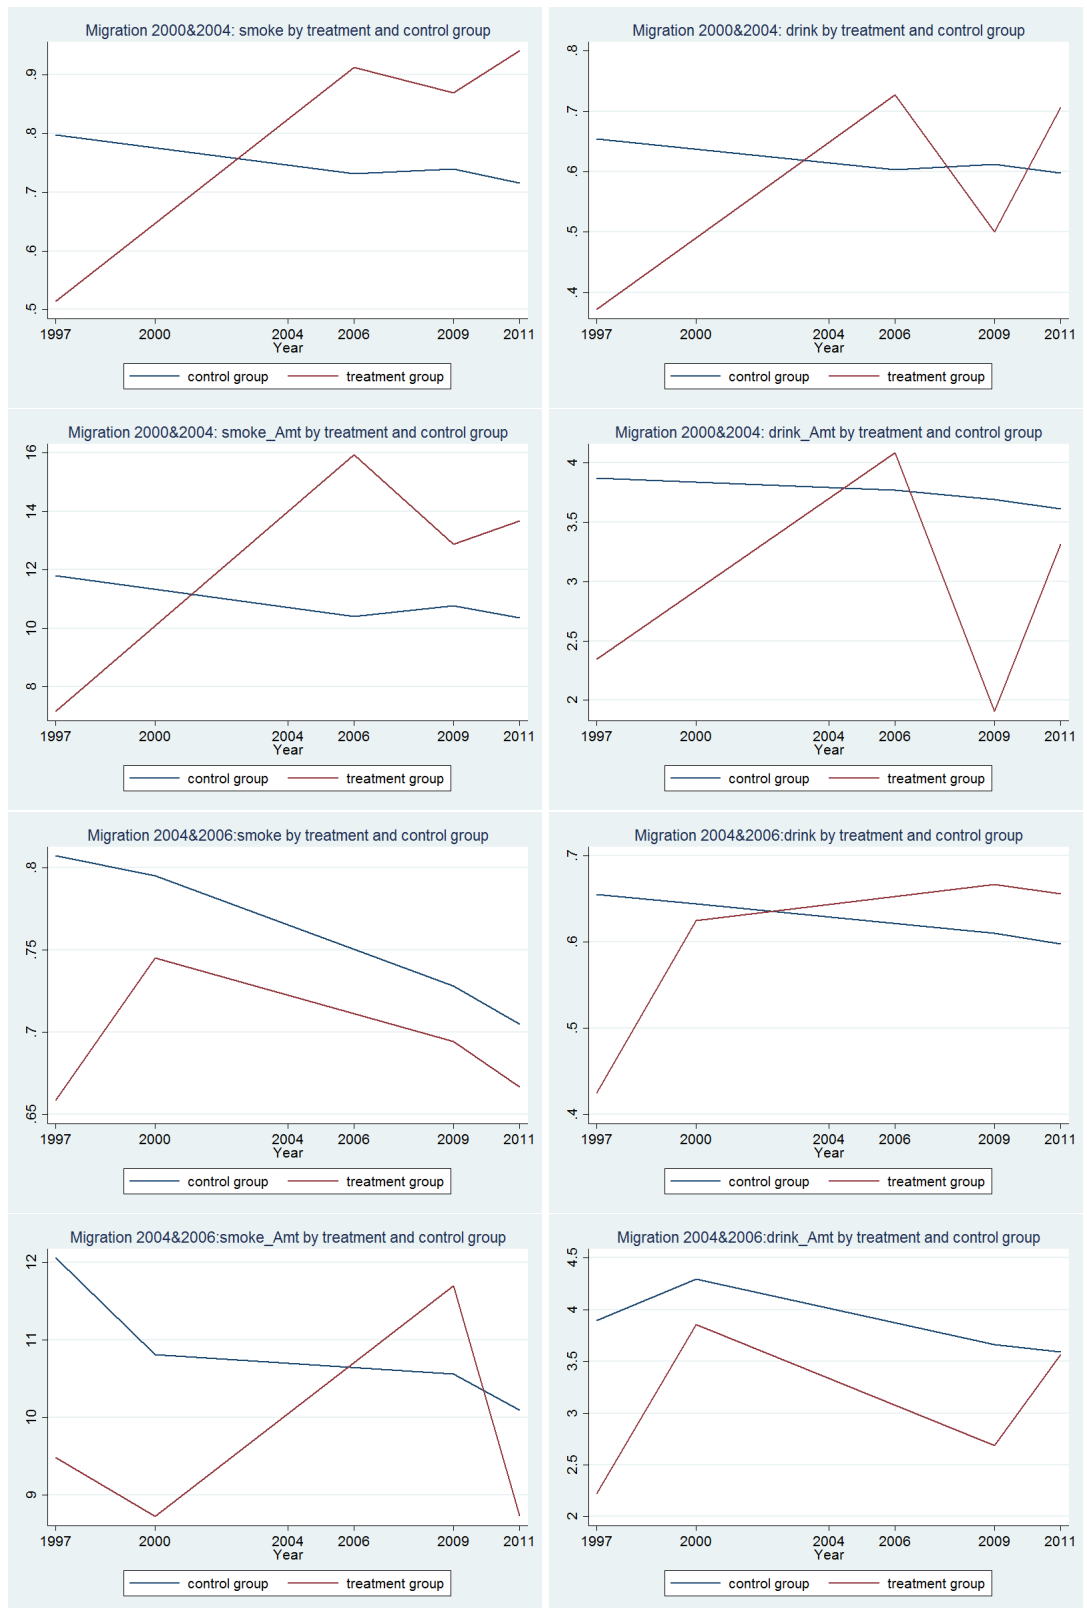 Migration 2000&2004: smoke by treatment and control group
.9
.8
.7
.6
.5
1997 2000 2004 2006 2009 2011
Year
control group treatment group
Migration 2000&2004: drink by treatment and control group
.8
.7
.6
.5
.4
1997 2000 2004 2006 2009 2011
Year
control group treatment group
Migration 2000&2004: smoke_Amt by treatment and control group
16
14
12
10
8
1997 2000 2004 2006 2009 2011
Year
control group treatment group
Migration 2000&2004: drink_Amt by treatment and control group
4
3.5
3
2.5
2
1997 2000 2004 2006 2009 2011
Year
control group treatment group
Migration 2004&2006:smoke by treatment and control group
.8
.75
.7
.65
1997 2000 2004 2006 2009 2011
Year
control group treatment group
Migration 2004&2006:drink by treatment and control group
.7
.6
.5
.4
1997 2000 2004 2006 2009 2011
Year
control group treatment group
Migration 2004&2006:smoke_Amt by treatment and control group
12
11
10
9
1997 2000 2004 2006 2009 2011
Year
control group treatment group
Migration 2004&2006:drink_Amt by treatment and control group
4.5
4
3.5
3
2.5
2
1997 2000 2004 2006 2009 2011
Year
control group treatment group